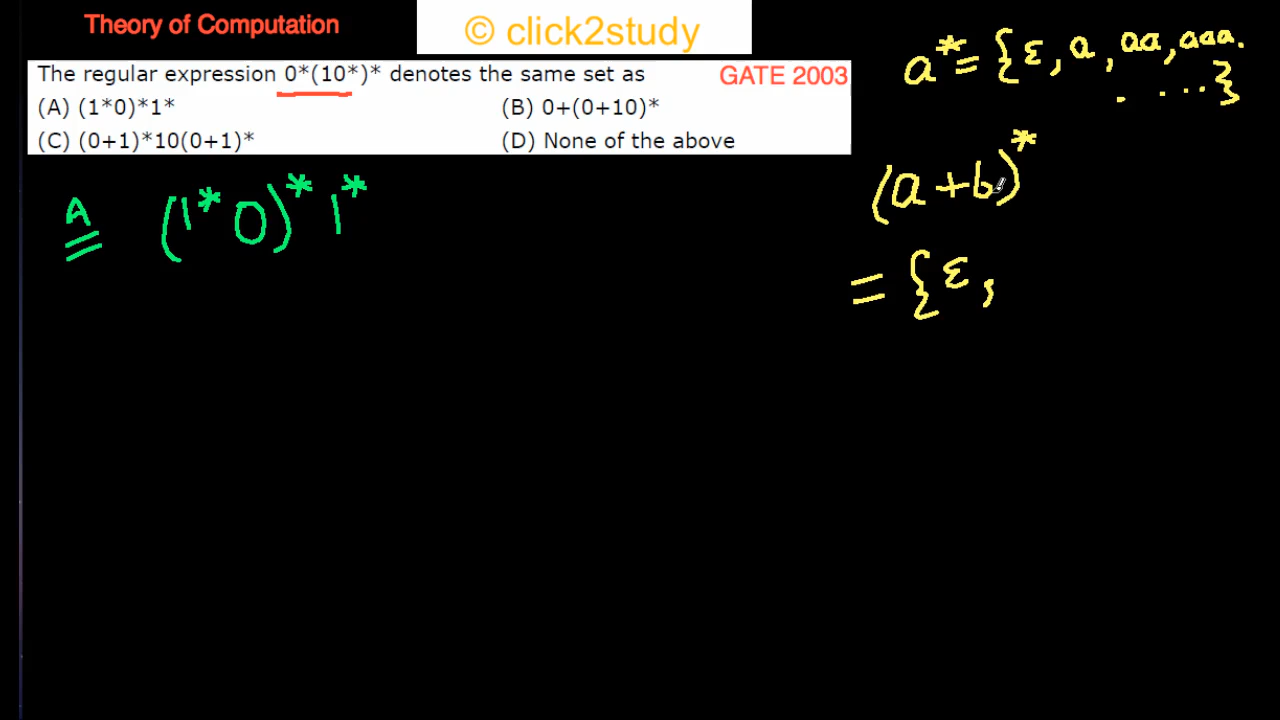 Theory of Computation
© click2study
The regular expression 0*(10*)* denotes the same set as GATE 2003
(A) (1*0)*1* (B) 0+(0+10)*
(C) (0+1)*10(0+1)* (D) None of the above
a* = {ε, a, aa, aaa.
. ... }
(a+b)*
= {ε,
A (1*0)*1*